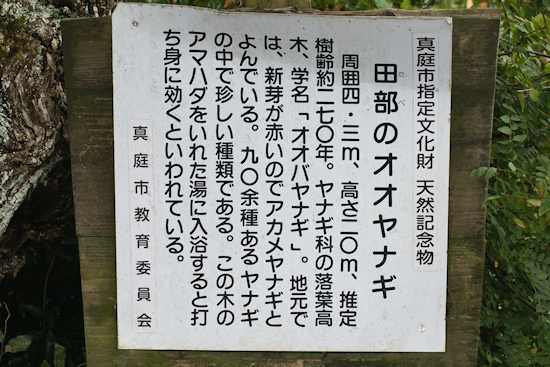 真庭市指定文化財 天然記念物
田部のオオヤナギ
たべ
周囲四・三m、高さ二〇m、推定
樹齢約二七〇年。ヤナギ科の落葉高
木、学名「オオバヤナギ」。地元で
は、新芽が赤いのでアカメヤナギと
よんでいる。九〇余種あるヤナギ
の中で珍しい種類である。この木の
アマハダをいれた湯に入浴すると打
ち身に効くといわれている。
真庭市教育委員会